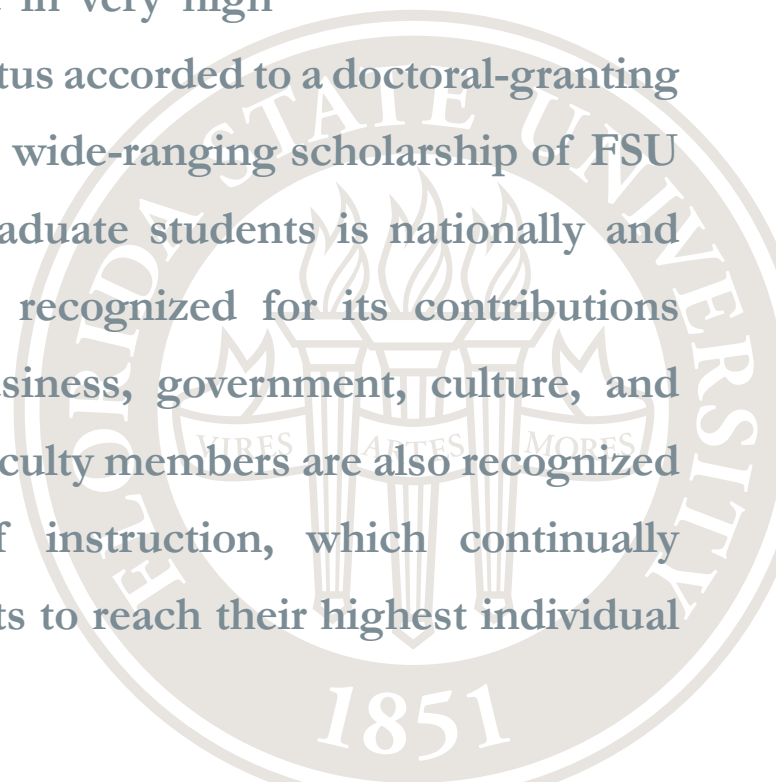 in very high
tus accorded to a doctoral-granting
wide-ranging scholarship of FSU
aduate students is nationally and
recognized for its contributions
siness, government, culture, and
culty members are also recognized
f instruction, which continually
ts to reach their highest individual
FLORIDA STATE UNIVERSITY
VIRES ARTES MORES
1851